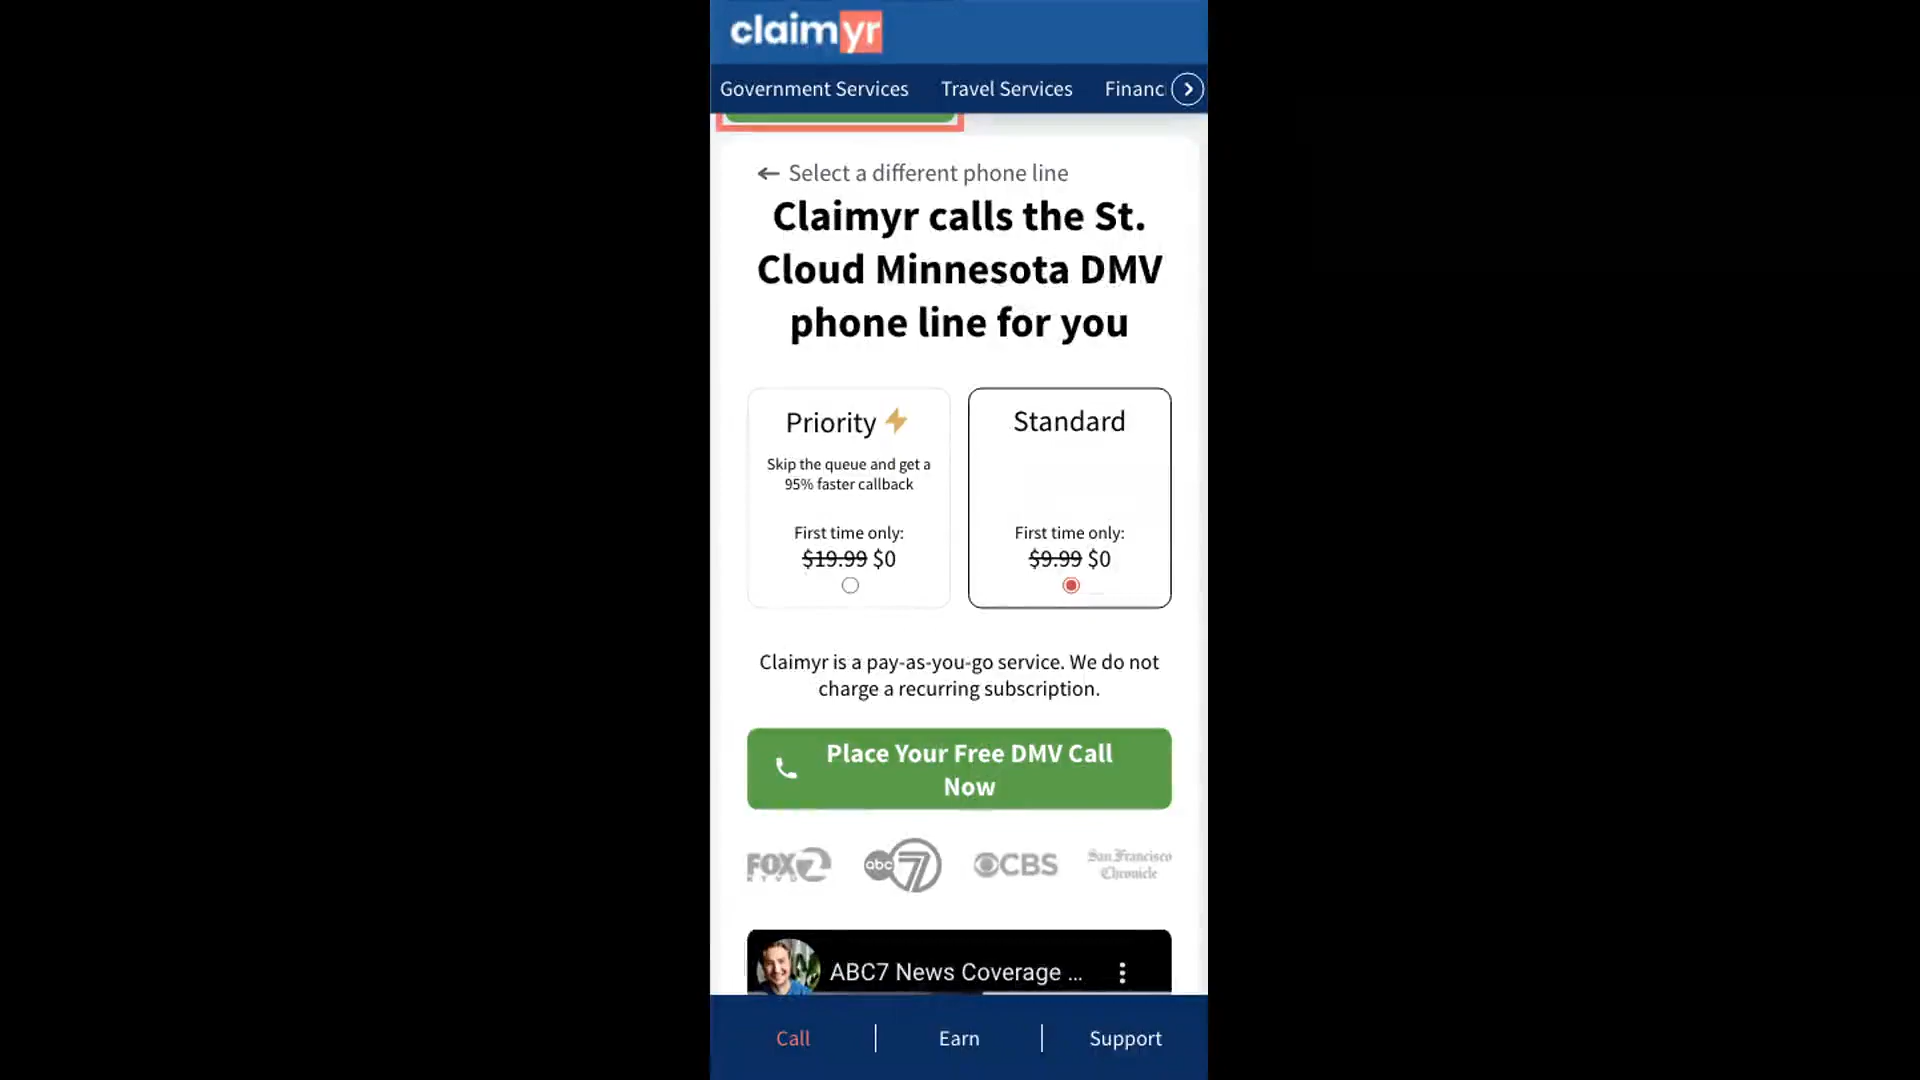 claimyr
Government Services Travel Services Financ
Select a different phone line
Claimyr calls the St.
Cloud Minnesota DMV
phone line for you
Priority
Skip the queue and get a
95% faster callback
First time only:
$19.99 $0
Standard
First time only:
$9.99 $0
Claimyr is a pay-as-you-go service. We do not
charge a recurring subscription.
Place Your Free DMV Call
Now
FOX 2
KTVU
abc 7
CBS
San Francisco
Chronicle
ABC7 News Coverage ...
Call | Earn | Support